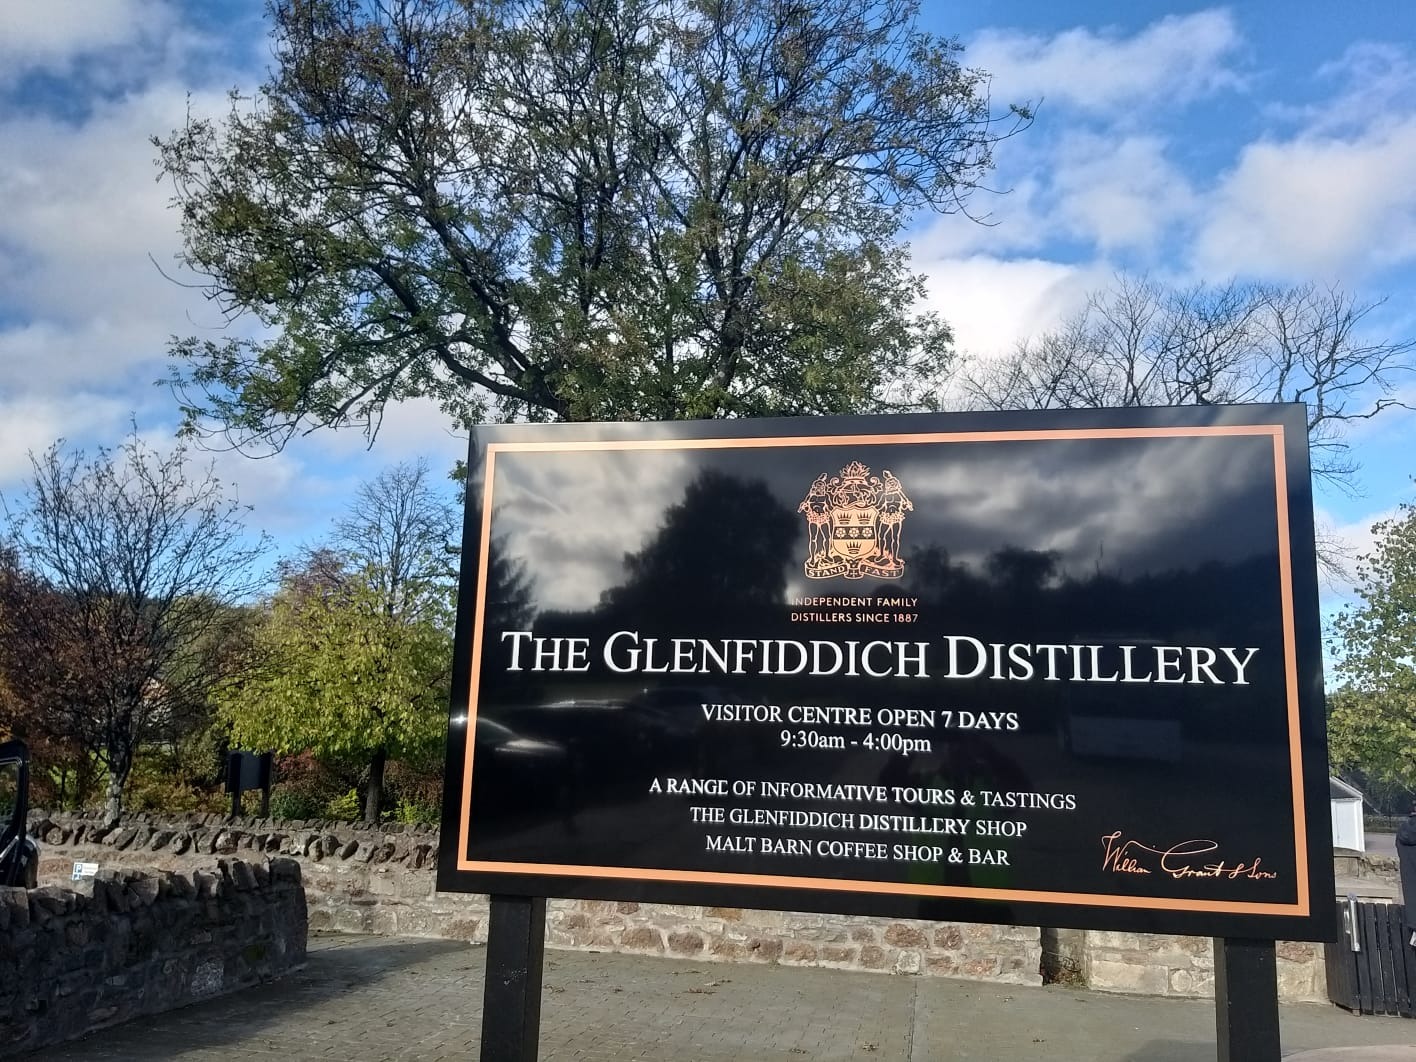 STAND FAST
INDEPENDENT FAMILY
DISTILLERS SINCE 1887
THE GLENFIDDICH DISTILLERY
VISITOR CENTRE OPEN 7 DAYS
9:30am - 4:00pm
A RANGE OF INFORMATIVE TOURS & TASTINGS
THE GLENFIDDICH DISTILLERY SHOP
MALT BARN COFFEE SHOP & BAR
William Grant & Sons
P